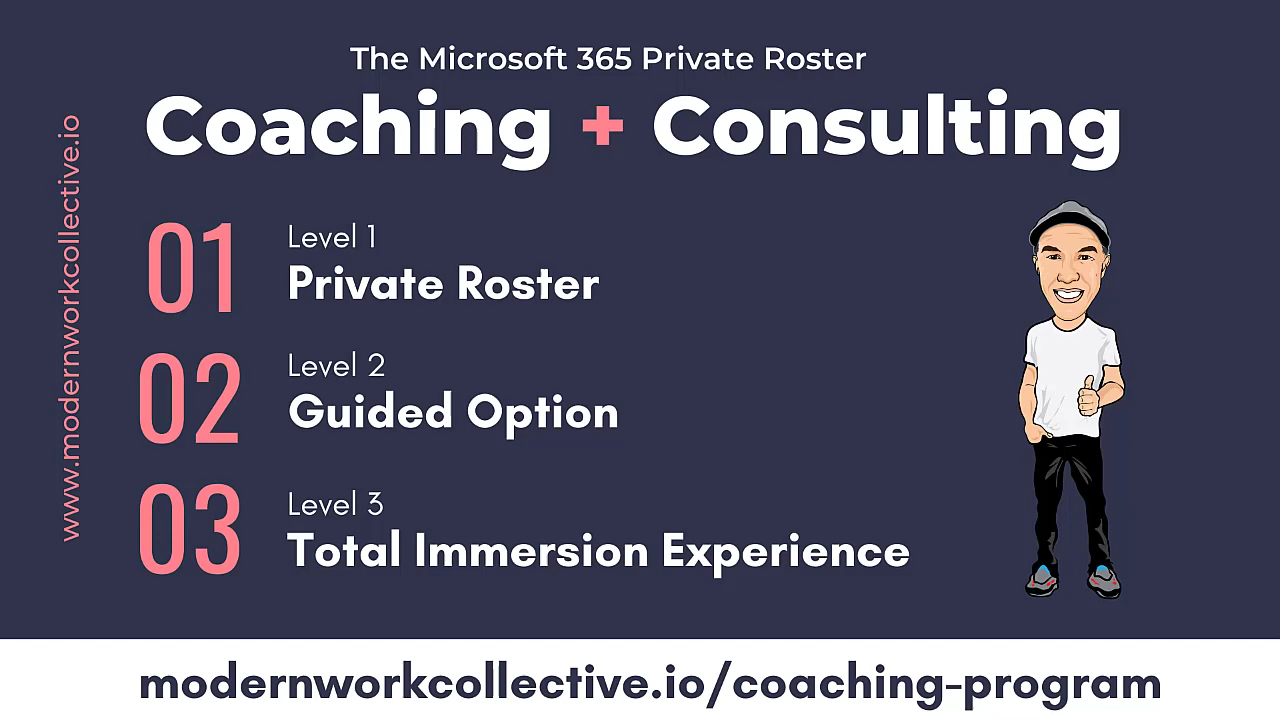 The Microsoft 365 Private Roster
Coaching + Consulting
www.modernworkcollective.io
01
Level 1
Private Roster
02
Level 2
Guided Option
03
Level 3
Total Immersion Experience
modernworkcollective.io/coaching-program